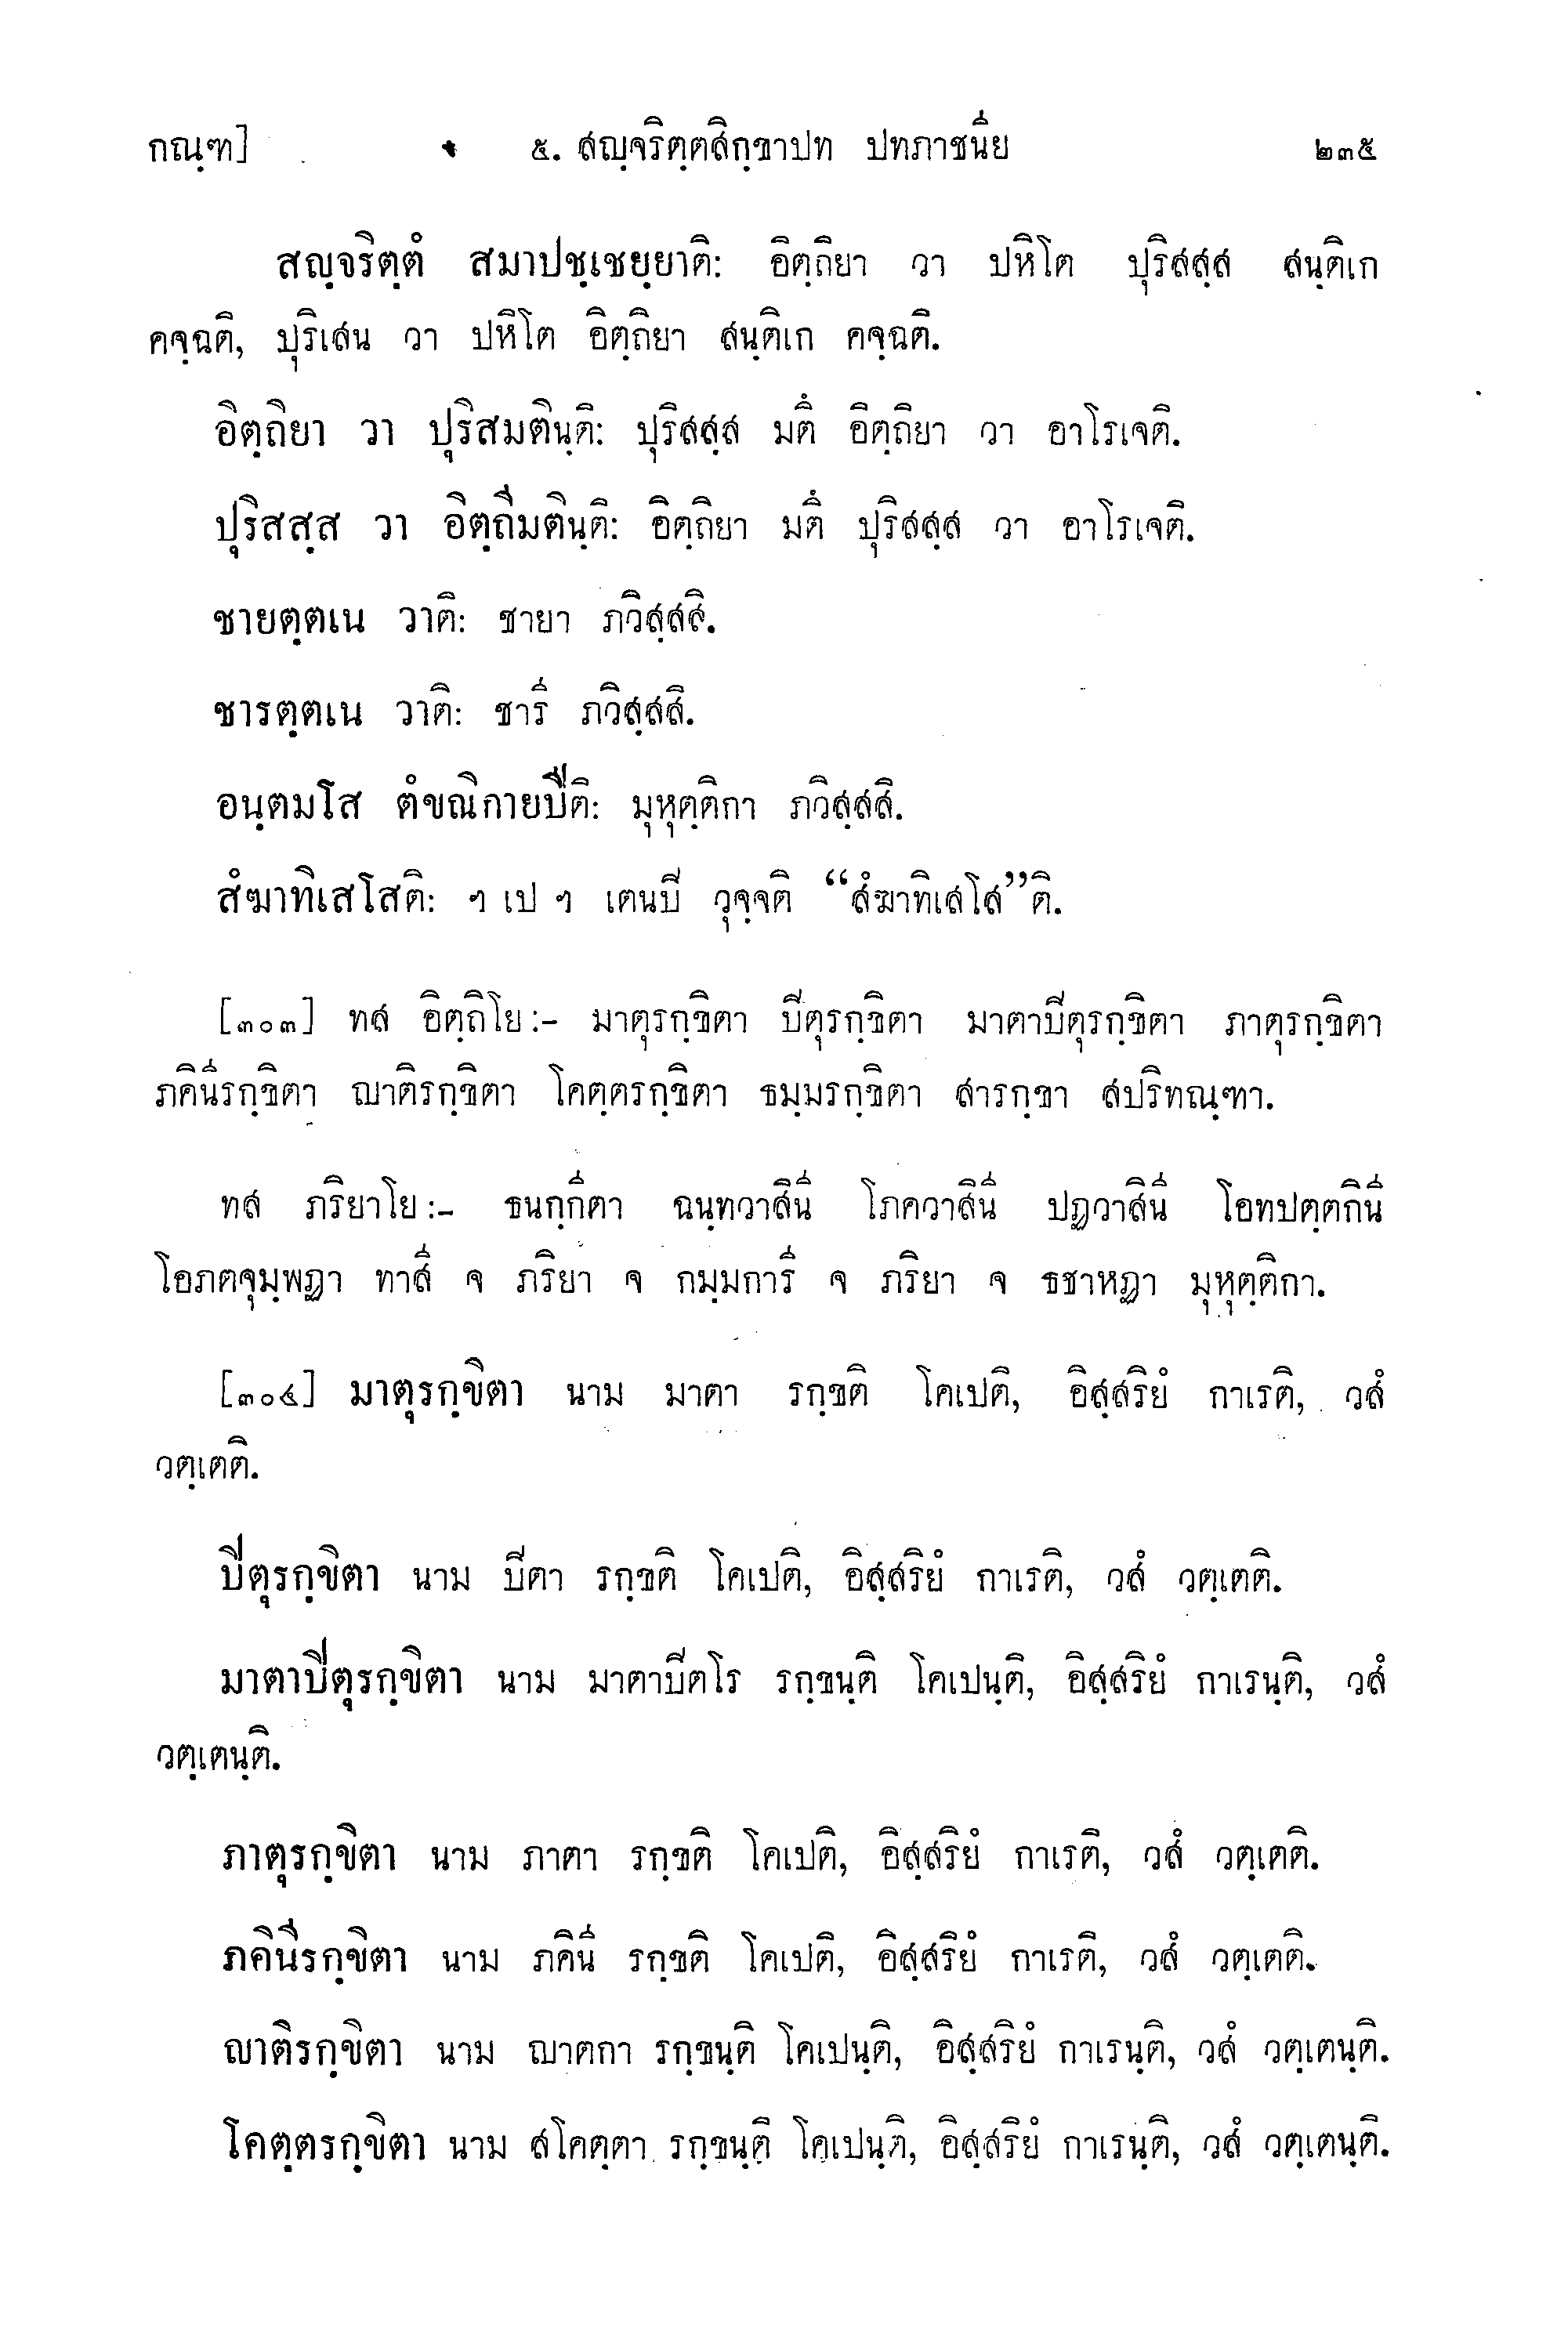 กณฺฑ] ๕. สญฺจริตฺตสิกฺขาปท ปทภาชนีย ๒๓๕
สญฺจริตฺตํ สมาปชฺเชยฺยาติ: อิตฺถิยา วา ปหิโต ปุริสสฺส สนฺติเก
คจฺฉติ, ปุริเสน วา ปหิโต อิตฺถิยา สนฺติเก คจฺฉติ.
อิตฺถิยา วา ปุริสมตินฺติ: ปุริสสฺส มตึ อิตฺถิยา วา อาโรเจติ.
ปุริสสฺส วา อิตฺถีมตินฺติ: อิตฺถิยา มตึ ปุริสสฺส วา อาโรเจติ.
ชายตฺตเน วาติ: ชายา ภวิสฺสสิ.
ชารตฺตเน วาติ: ชารี ภวิสฺสสิ.
อนฺตมโส ตํขณิกายปีติ: มุหุตฺติกา ภวิสฺสสิ.
สํฆาทิเสโสติ: ฯ เป ฯ เตนปิ วุจฺจติ “สํฆาทิเสโส”ติ.
[๓๐๓] ทส อิตฺถิโย :- มาตุรกฺขิตา ปิตุรกฺขิตา มาตาปิตุรกฺขิตา ภาตุรกฺขิตา
ภคินีรกฺขิตา ญาติรกฺขิตา โคตฺตรกฺขิตา ธมฺมรกฺขิตา สารกฺขา สปริทณฺฑา.
ทส ภริยาโย :- ธนกฺกีตา ฉนฺทวาสินี โภควาสินี ปฏวาสินี โอทปตฺตกินี
โอภตจุมฺพฏา ทาสี จ ภริยา จ กมฺมการี จ ภริยา จ ธชาหฏา มุหุตฺติกา.
[๓๐๔] มาตุรกฺขิตา นาม มาตา รกฺขติ โคเปติ, อิสฺสริยํ กาเรติ, วสํ
วตฺเตติ.
ปิตุรกฺขิตา นาม ปิตา รกฺขติ โคเปติ, อิสฺสริยํ กาเรติ, วสํ วตฺเตติ.
มาตาปิตุรกฺขิตา นาม มาตาปิตโร รกฺขนฺติ โคเปนฺติ, อิสฺสริยํ กาเรนฺติ, วสํ
วตฺเตนฺติ.
ภาตุรกฺขิตา นาม ภาตา รกฺขติ โคเปติ, อิสฺสริยํ กาเรติ, วสํ วตฺเตติ.
ภคินีรกฺขิตา นาม ภคินี รกฺขติ โคเปติ, อิสฺสริยํ กาเรติ, วสํ วตฺเตติ.
ญาติรกฺขิตา นาม ญาตกา รกฺขนฺติ โคเปนฺติ, อิสฺสริยํ กาเรนฺติ, วสํ วตฺเตนฺติ.
โคตฺตรกฺขิตา นาม สโคตฺตา รกฺขนฺติ โคเปนฺติ, อิสฺสริยํ กาเรนฺติ, วสํ วตฺเตนฺติ.